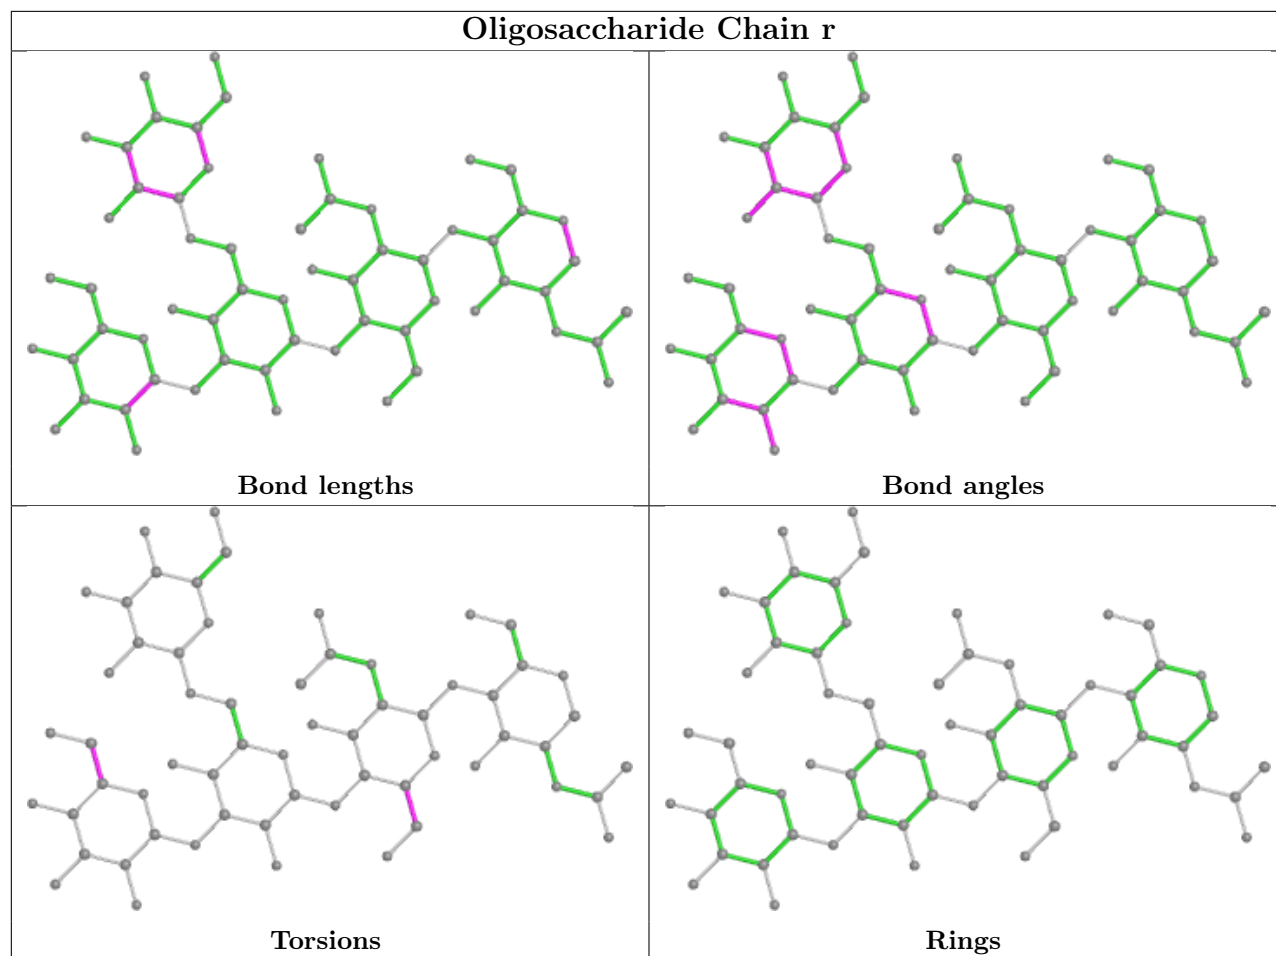 Oligosaccharide Chain r
Bond lengths
Bond angles
Torsions
Rings